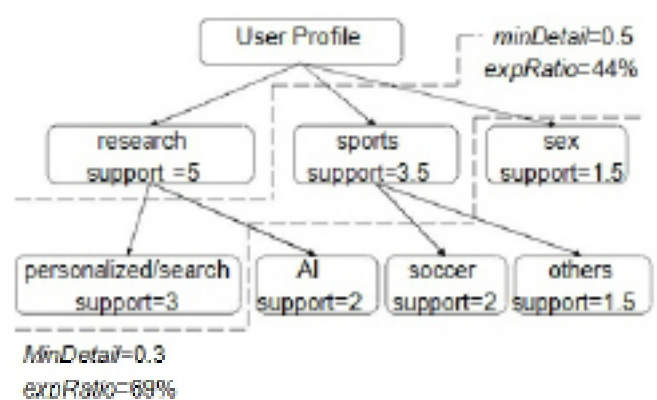 User Profile
minDetail=0.5
expRatio=44%
research
support =5
sports
support=3.5
sex
support=1.5
personalized/search
support=3
AI
support=2
soccer
support=2
others
support=1.5
MinDetail=0.3
expRatio=69%